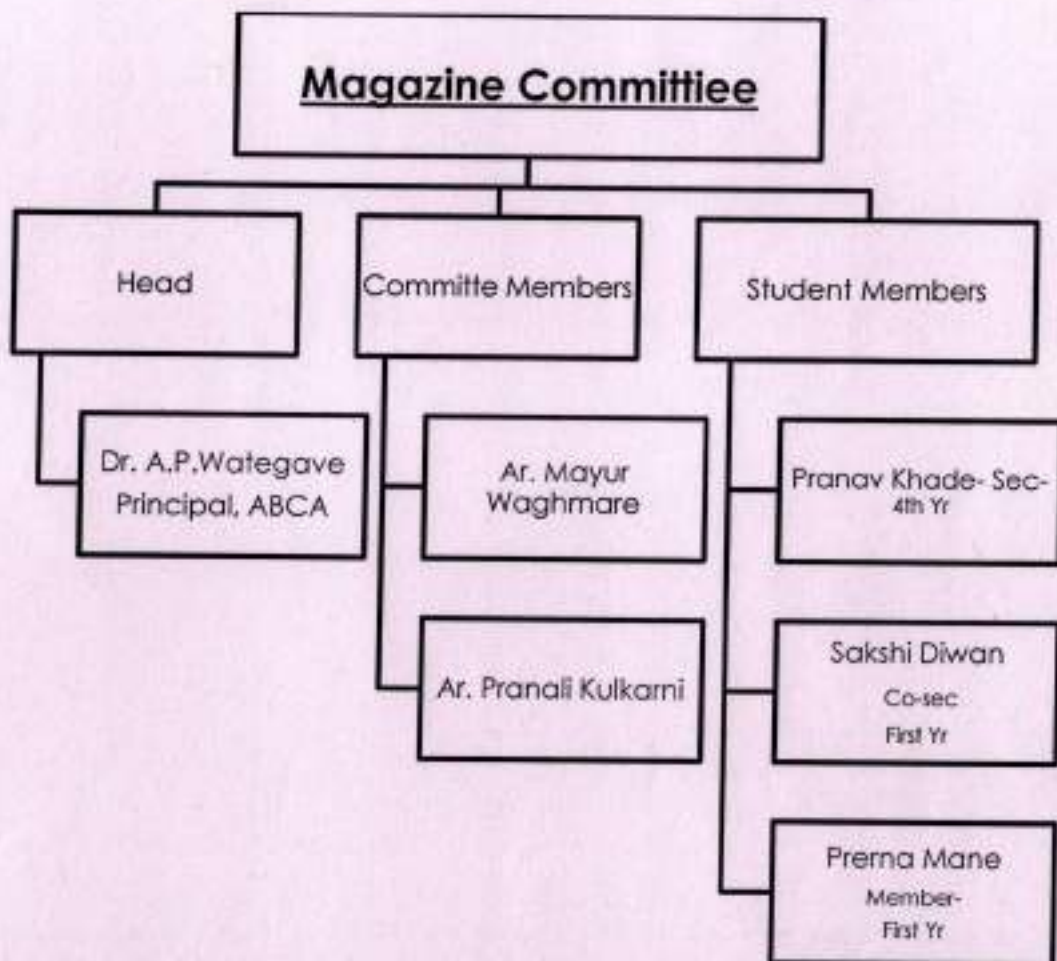 Magazine Committiee
Head
Committe Members
Student Members
Dr. A.P.Wategave
Principal, ABCA
Ar. Mayur
Waghmare
Pranav Khade- Sec-
4th Yr
Ar. Pranali Kulkarni
Sakshi Diwan
Co-sec
First Yr
Prerna Mane
Member-
First Yr